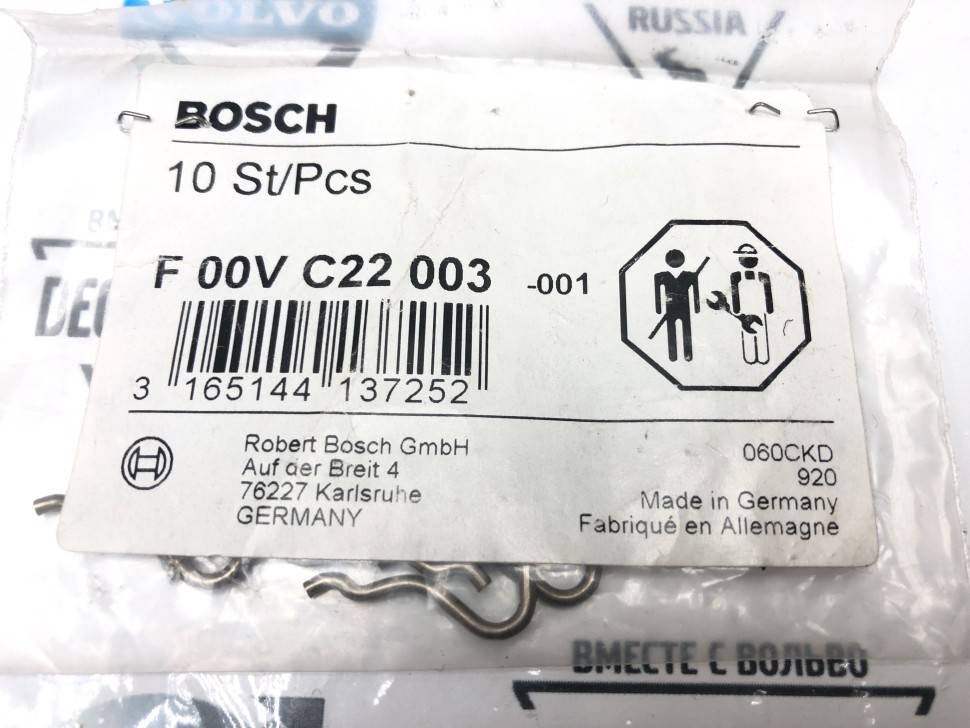 VOLVO
RUSSIA
BOSCH
10 St/Pcs
F 00V C22 003 -001
3 165144 137252
Robert Bosch GmbH
Auf der Breit 4
76227 Karlsruhe
GERMANY
060CKD
920
Made in Germany
Fabriqué en Allemagne
ВМЕСТЕ С ВОЛЬВО